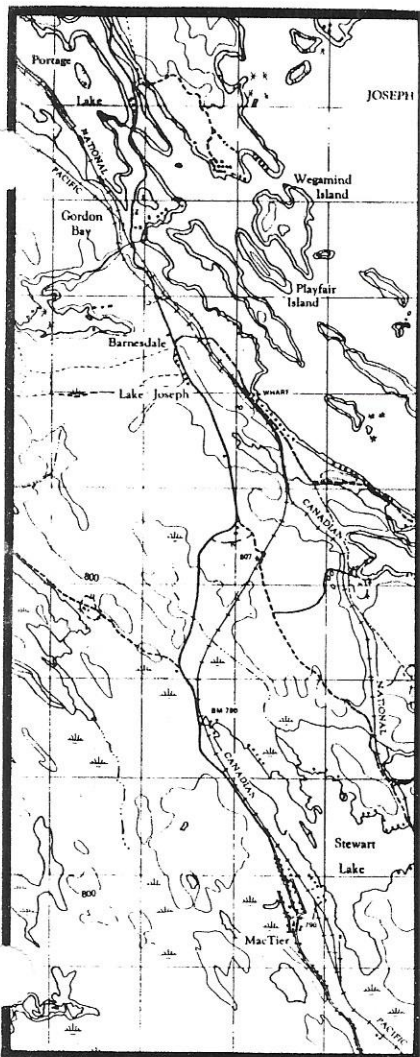 Portage
Lake
JOSEPH
NATIONAL
PACIFIC
Wegamind
Island
Gordon
Bay
Playfair
Island
Barnesdale
Lake Joseph
WHARF
CANADIAN
807
800
NATIONAL
BM 780
CANADIAN
Stewart
Lake
800
790
MacTier
PACIFIC